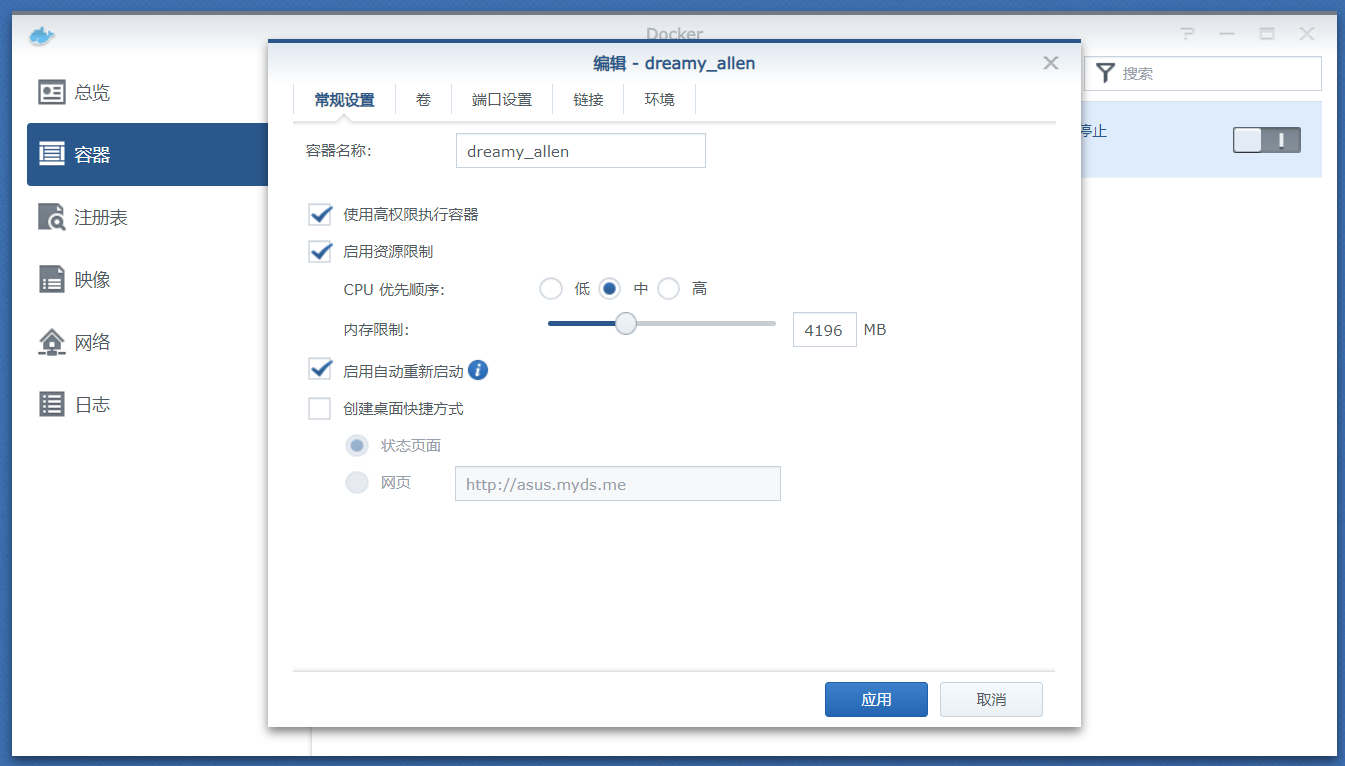 Docker
总览
容器
注册表
映像
网络
日志
搜索
停止
编辑 - dreamy_allen
常规设置 卷 端口设置 链接 环境
容器名称: dreamy_allen
使用高权限执行容器
启用资源限制
CPU 优先顺序: 低 中 高
内存限制: 4196 MB
启用自动重新启动
创建桌面快捷方式
状态页面
网页 http://asus.myds.me
应用 取消